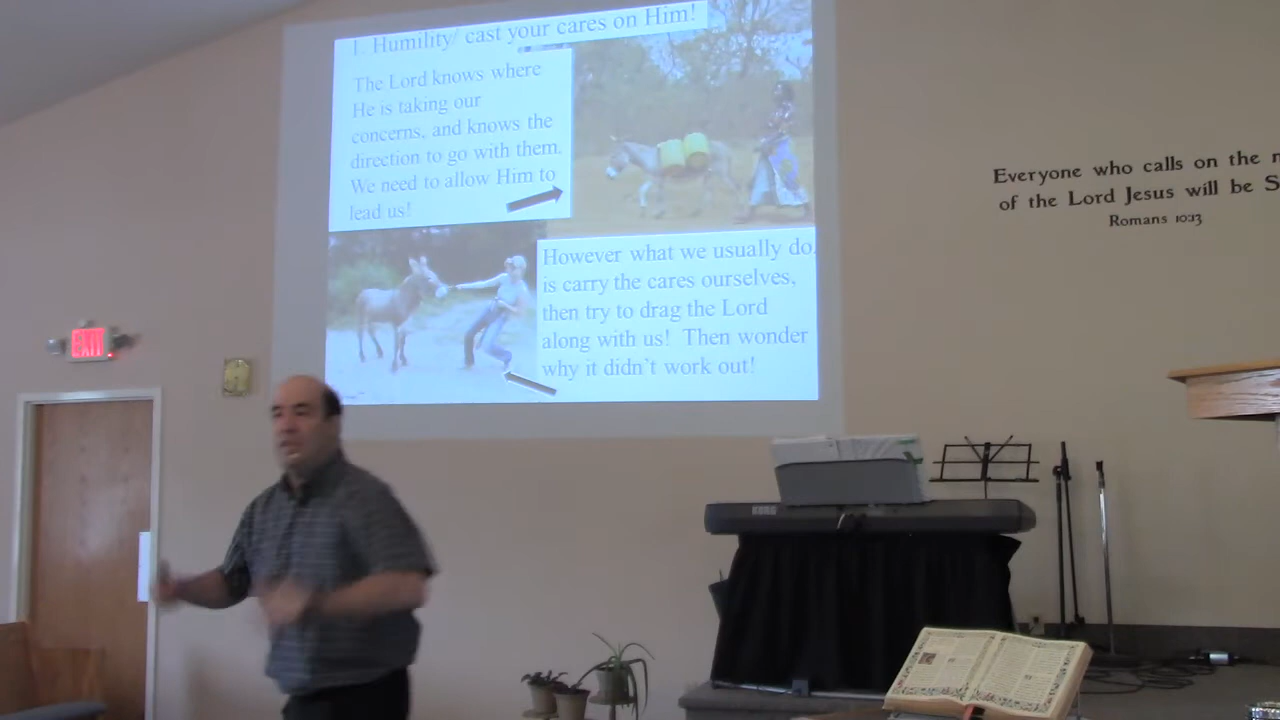 1. Humility/ cast your cares on Him!
The Lord knows where
He is taking our
concerns, and knows the
direction to go with them.
We need to allow Him to
lead us!
However what we usually do,
is carry the cares ourselves,
then try to drag the Lord
along with us! Then wonder
why it didn't work out!
Everyone who calls on the
of the Lord Jesus will be S
Romans 10:13
EXIT
KORG